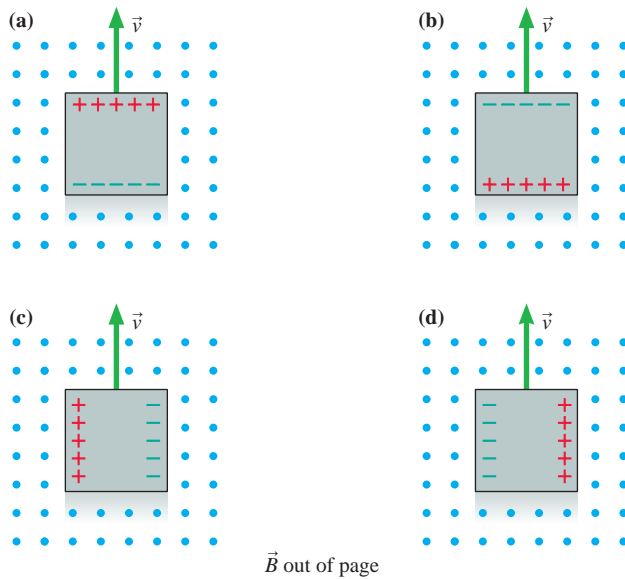 (a)
v⃗
(b)
v⃗
+ + + + +
− − − − −
− − − − −
+ + + + +
(c)
v⃗
(d)
v⃗
+ −
+ −
+ −
+ −
+ −
− +
− +
− +
− +
− +
B⃗ out of page